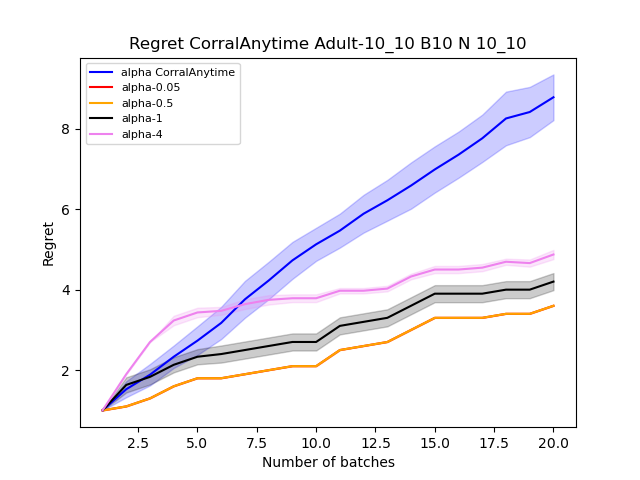 Regret CorralAnytime Adult-10_10 B10 N 10_10
alpha CorralAnytime
alpha-0.05
alpha-0.5
alpha-1
alpha-4
Regret
8
6
4
2
2.5 5.0 7.5 10.0 12.5 15.0 17.5 20.0
Number of batches